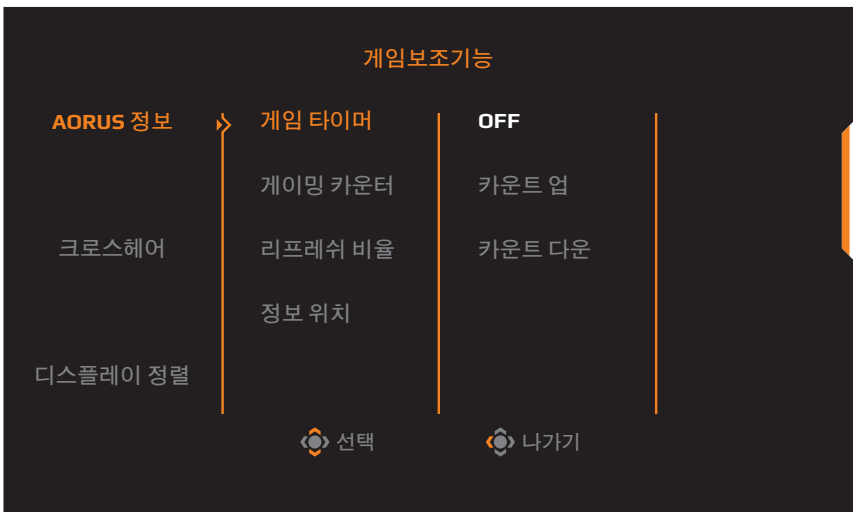 게임보조기능
AORUS 정보 게임 타이머 OFF
게이밍 카운터 카운트 업
크로스헤어 리프레쉬 비율 카운트 다운
정보 위치
디스플레이 정렬
선택 나가기